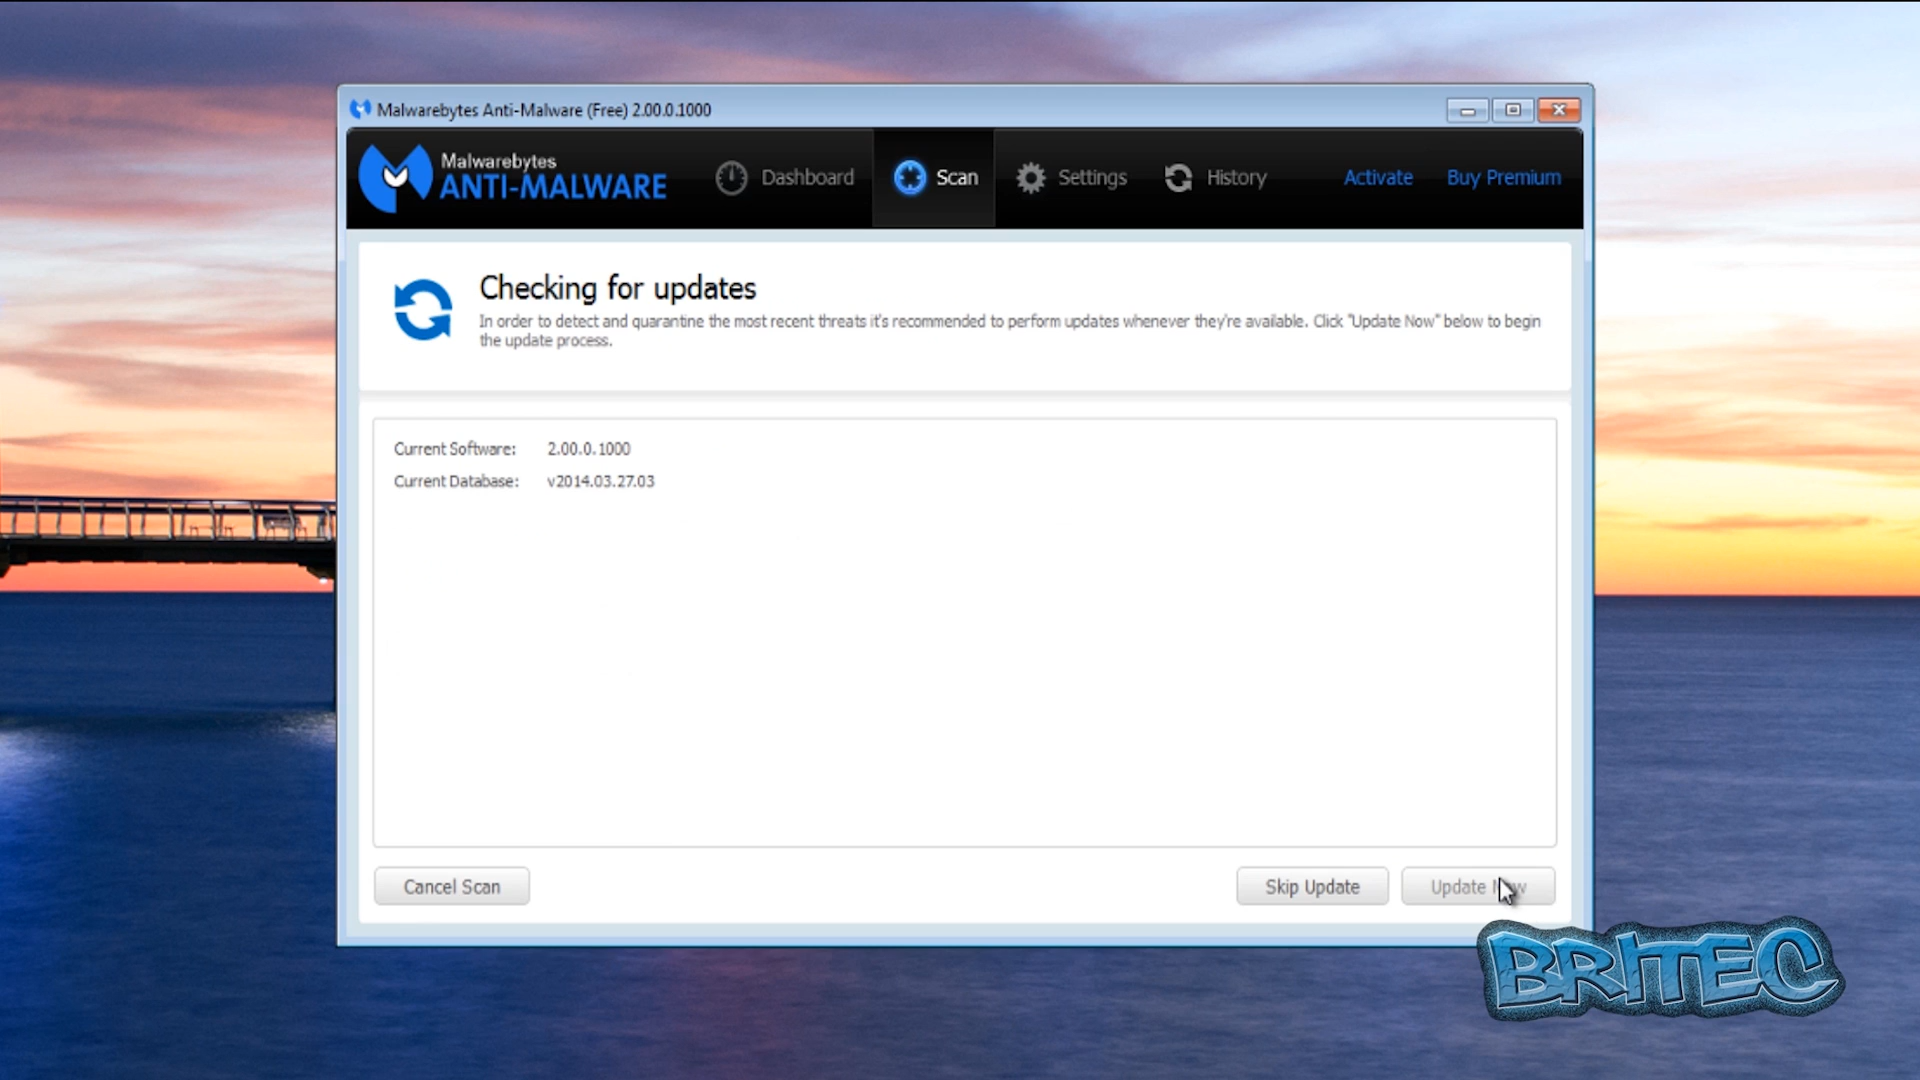 Malwarebytes Anti-Malware (Free) 2.00.0.1000
Malwarebytes
ANTI-MALWARE
Dashboard
Scan
Settings
History
Activate
Buy Premium
Checking for updates
In order to detect and quarantine the most recent threats it's recommended to perform updates whenever they're available. Click "Update Now" below to begin
the update process.
Current Software: 2.00.0.1000
Current Database: v2014.03.27.03
Cancel Scan
Skip Update
Update Now
BRITEC